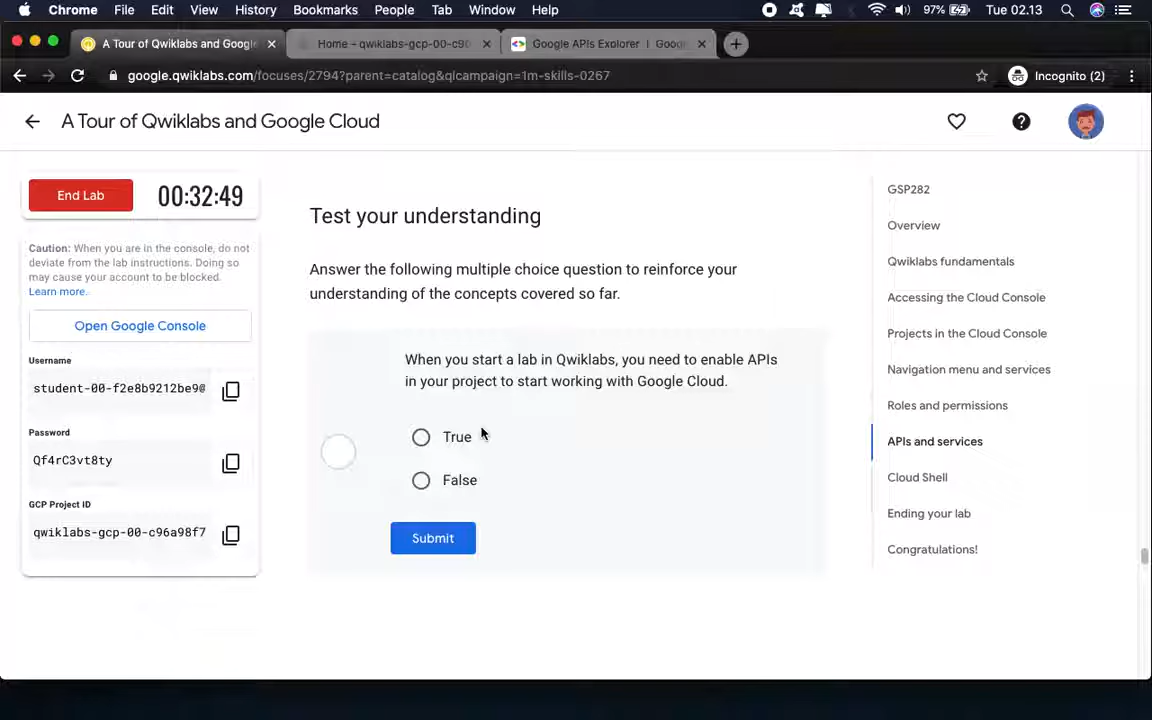 Chrome File Edit View History Bookmarks People Tab Window Help 97% Tue 02.13
A Tour of Qwiklabs and Google Home – qwiklabs-gcp-00-c90 Google APIs Explorer | Goog
google.qwiklabs.com/focuses/2794?parent=catalog&qlcampaign=1m-skills-0267 Incognito (2)
A Tour of Qwiklabs and Google Cloud
End Lab 00:32:49
Caution: When you are in the console, do not
deviate from the lab instructions. Doing so
may cause your account to be blocked.
Learn more.
Open Google Console
Username
student-00-f2e8b9212be9@
Password
Qf4rC3vt8ty
GCP Project ID
qwiklabs-gcp-00-c96a98f7
Test your understanding
Answer the following multiple choice question to reinforce your
understanding of the concepts covered so far.
When you start a lab in Qwiklabs, you need to enable APIs
in your project to start working with Google Cloud.
True
False
Submit
GSP282
Overview
Qwiklabs fundamentals
Accessing the Cloud Console
Projects in the Cloud Console
Navigation menu and services
Roles and permissions
APIs and services
Cloud Shell
Ending your lab
Congratulations!